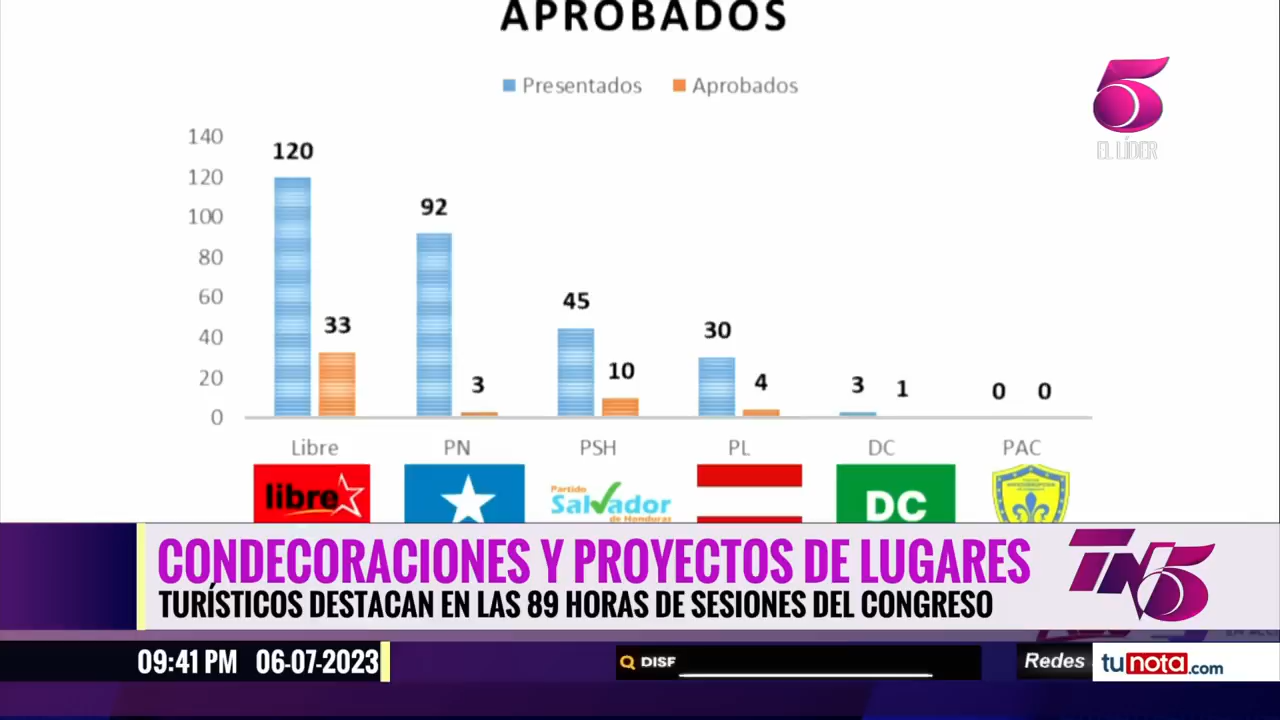 APROBADOS
Presentados Aprobados
5
EL LÍDER
140
120
100
80
60
40
20
0
120 33 92 3 45 10 30 4 3 1 0 0
Libre PN PSH PL DC PAC
libre
Partido
Salvador
de Honduras
DC
CONDECORACIONES Y PROYECTOS DE LUGARES
TURÍSTICOS DESTACAN EN LAS 89 HORAS DE SESIONES DEL CONGRESO
TN5
09:41 PM 06-07-2023
DISF
Redes tunota.com